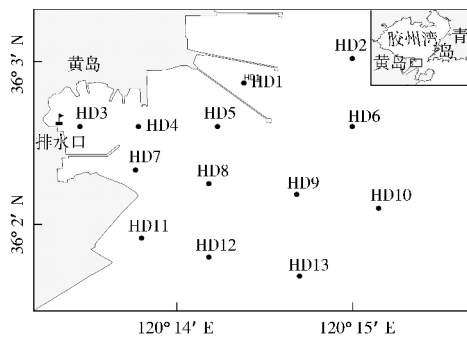 HD2
胶州湾
青
岛
黄岛
36° 3′ N
黄岛
HD1
HD1
HD3
HD4
HD5
HD6
排水口
HD7
HD8
HD9
HD10
36° 2′ N
HD11
HD12
HD13
120° 14′ E
120° 15′ E